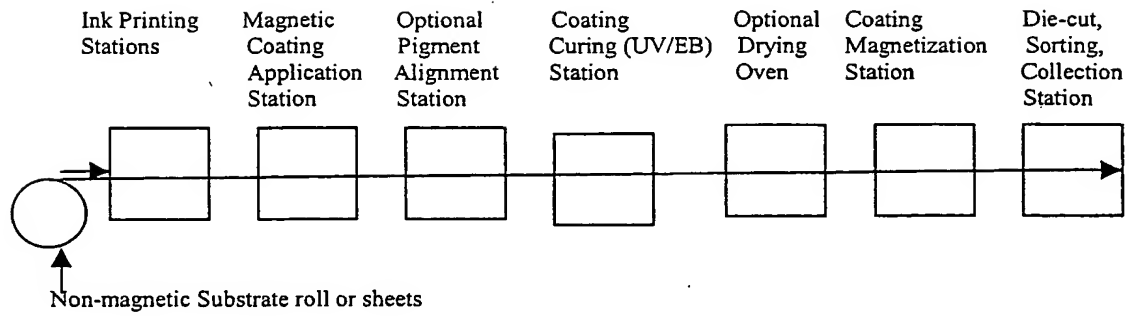 Ink Printing
Stations
Magnetic
Coating
Application
Station
Optional
Pigment
Alignment
Station
Coating
Curing (UV/EB)
Station
Optional
Drying
Oven
Coating
Magnetization
Station
Die-cut,
Sorting,
Collection
Station
Non-magnetic Substrate roll or sheets